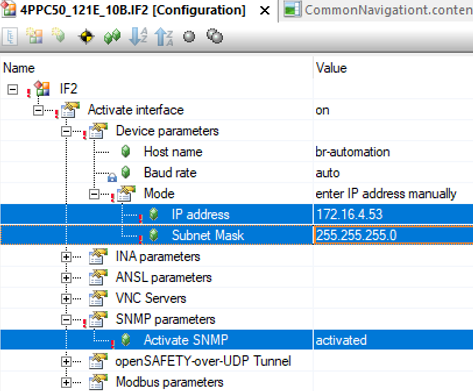 4PPC50_121E_10B.IF2 [Configuration] CommonNavigationt.conten
Name Value
IF2
Activate interface on
Device parameters
Host name br-automation
Baud rate auto
Mode enter IP address manually
IP address 172.16.4.53
Subnet Mask 255.255.255.0
INA parameters
ANSL parameters
VNC Servers
SNMP parameters
Activate SNMP activated
openSAFETY-over-UDP Tunnel
Modbus parameters